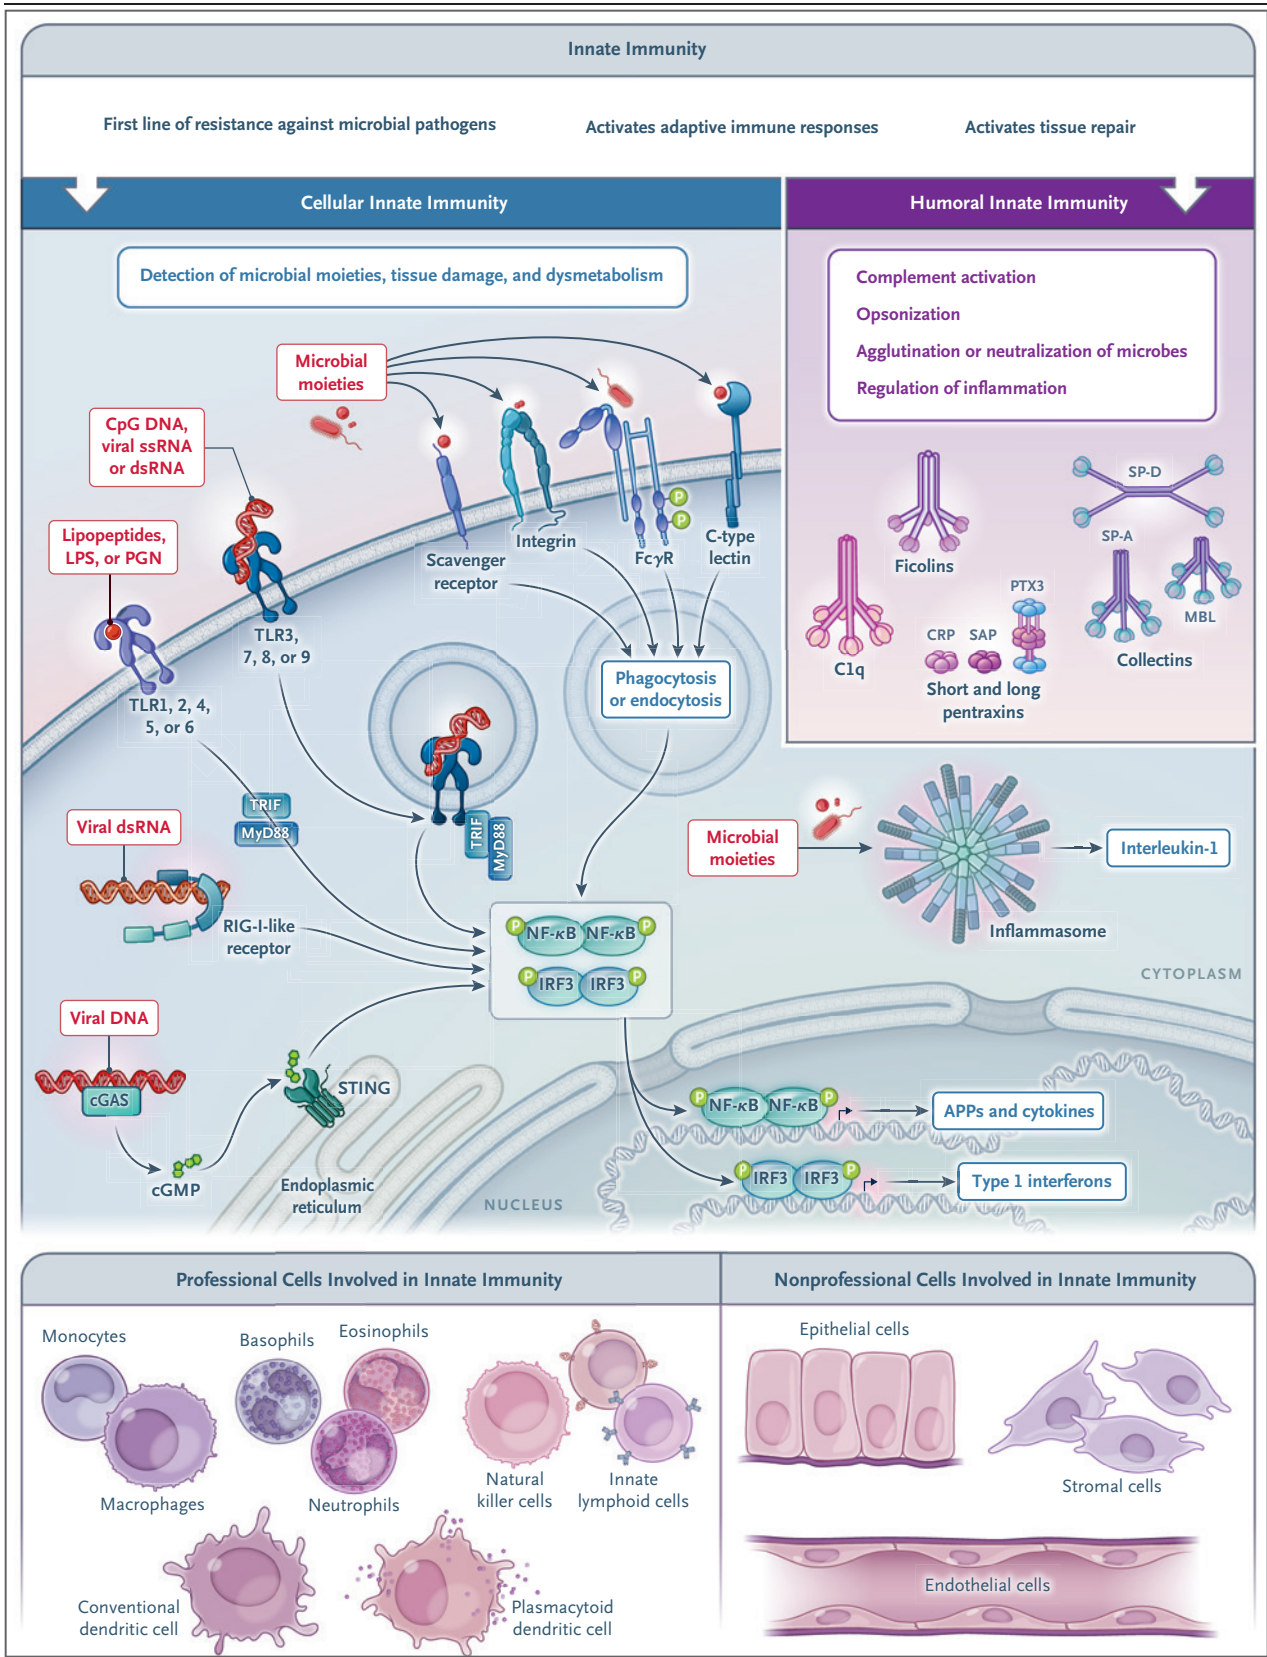 Innate Immunity
First line of resistance against microbial pathogens
Activates adaptive immune responses
Activates tissue repair
Cellular Innate Immunity
Detection of microbial moieties, tissue damage, and dysmetabolism
Microbial
moieties
CpG DNA,
viral ssRNA
or dsRNA
Lipopeptides,
LPS, or PGN
P
P
Scavenger
receptor
Integrin
FcγR
C-type
lectin
TLR3,
7, 8, or 9
TLR1, 2, 4,
5, or 6
Phagocytosis
or endocytosis
TRIF
MyD88
TRIF
MyD88
Viral dsRNA
RIG-I-like
receptor
P NF-κB NF-κB P
P IRF3 IRF3 P
Viral DNA
cGAS
cGMP
STING
Endoplasmic
reticulum
Humoral Innate Immunity
Complement activation
Opsonization
Agglutination or neutralization of microbes
Regulation of inflammation
Ficolins
SP-D
SP-A
MBL
Collectins
C1q
PTX3
CRP
SAP
Short and long
pentraxins
Microbial
moieties
Inflammasome
Interleukin-1
CYTOPLASM
NUCLEUS
P NF-κB NF-κB P
APPs and cytokines
P IRF3 IRF3 P
Type 1 interferons
Professional Cells Involved in Innate Immunity
Monocytes
Macrophages
Basophils
Eosinophils
Neutrophils
Natural
killer cells
Innate
lymphoid cells
Conventional
dendritic cell
Plasmacytoid
dendritic cell
Nonprofessional Cells Involved in Innate Immunity
Epithelial cells
Stromal cells
Endothelial cells